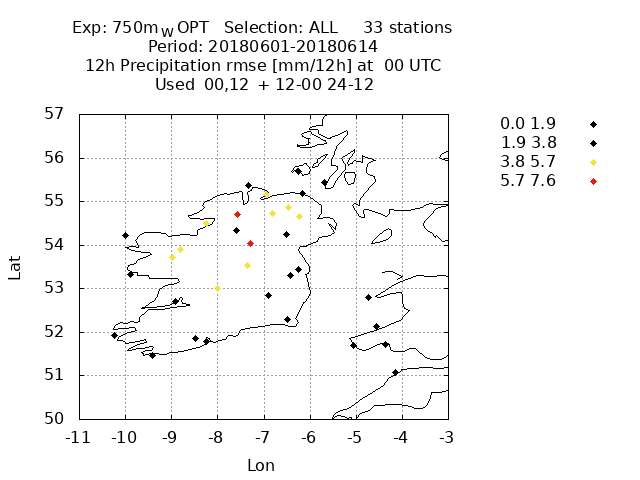 Exp: 750m_W OPT   Selection: ALL     33 stations
Period: 20180601-20180614
12h Precipitation rmse [mm/12h] at  00 UTC
Used  00,12  + 12-00 24-12
0.0 1.9
1.9 3.8
3.8 5.7
5.7 7.6
57
56
55
54
53
52
51
50
Lat
-11 -10 -9 -8 -7 -6 -5 -4 -3
Lon